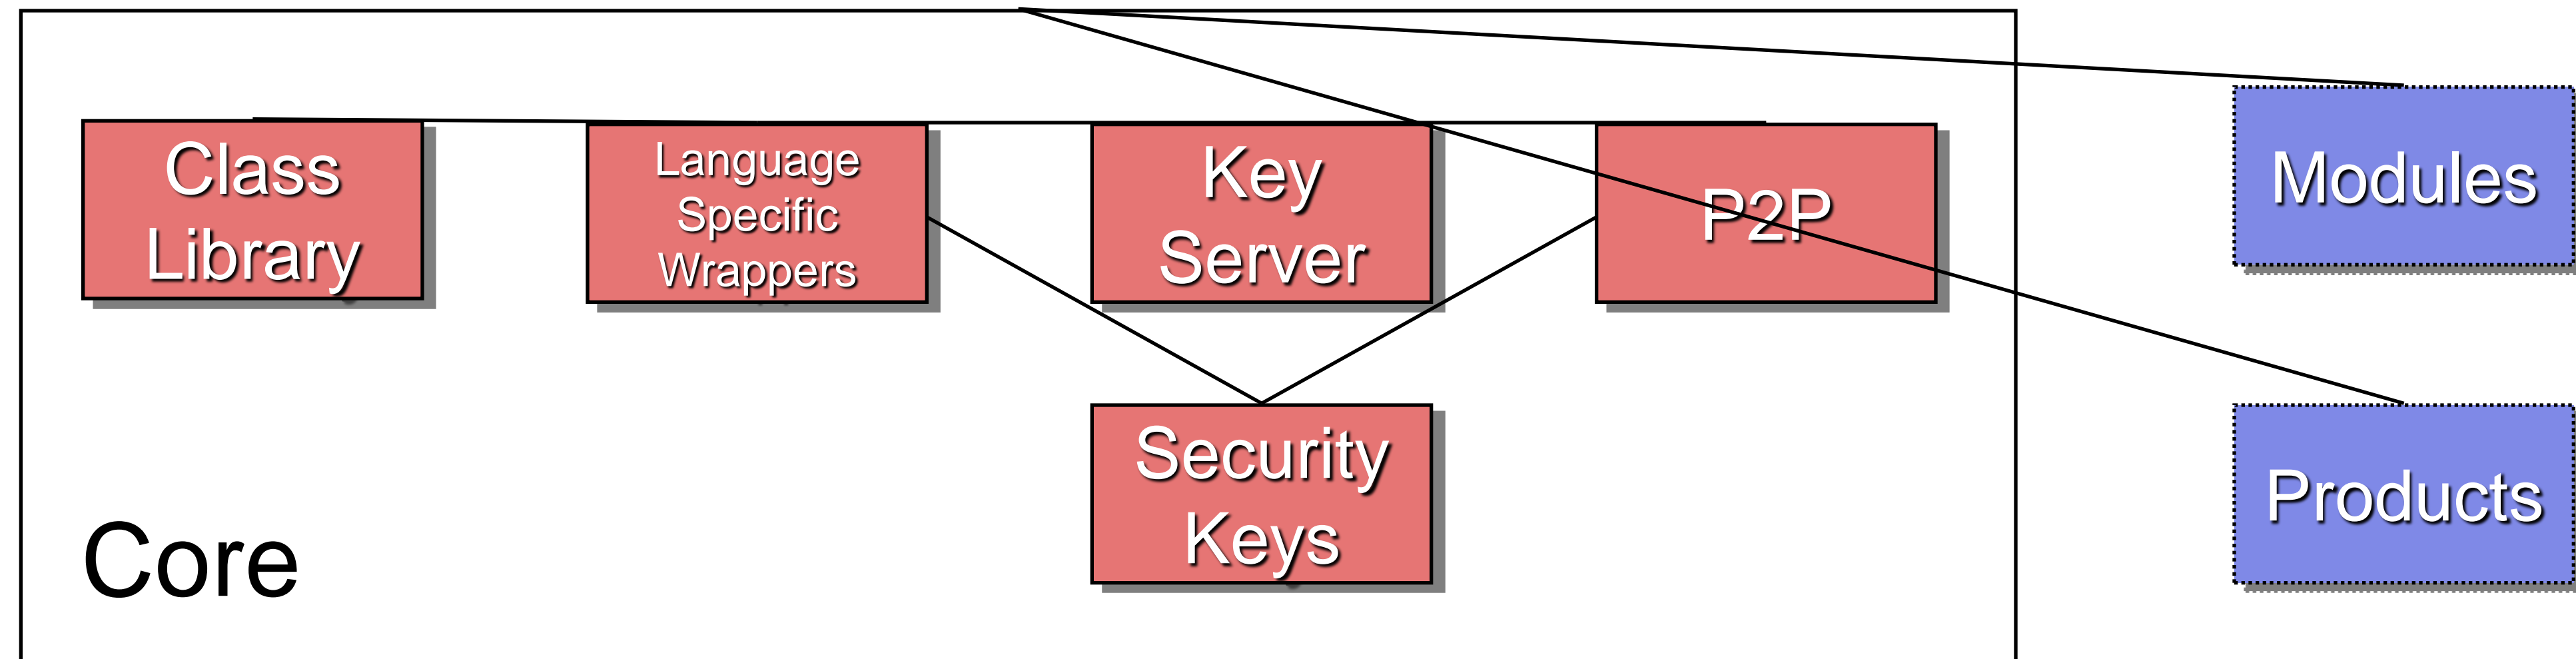 Class
Library
Language
Specific
Wrappers
Key
Server
P2P
Modules
Security
Keys
Products
Core